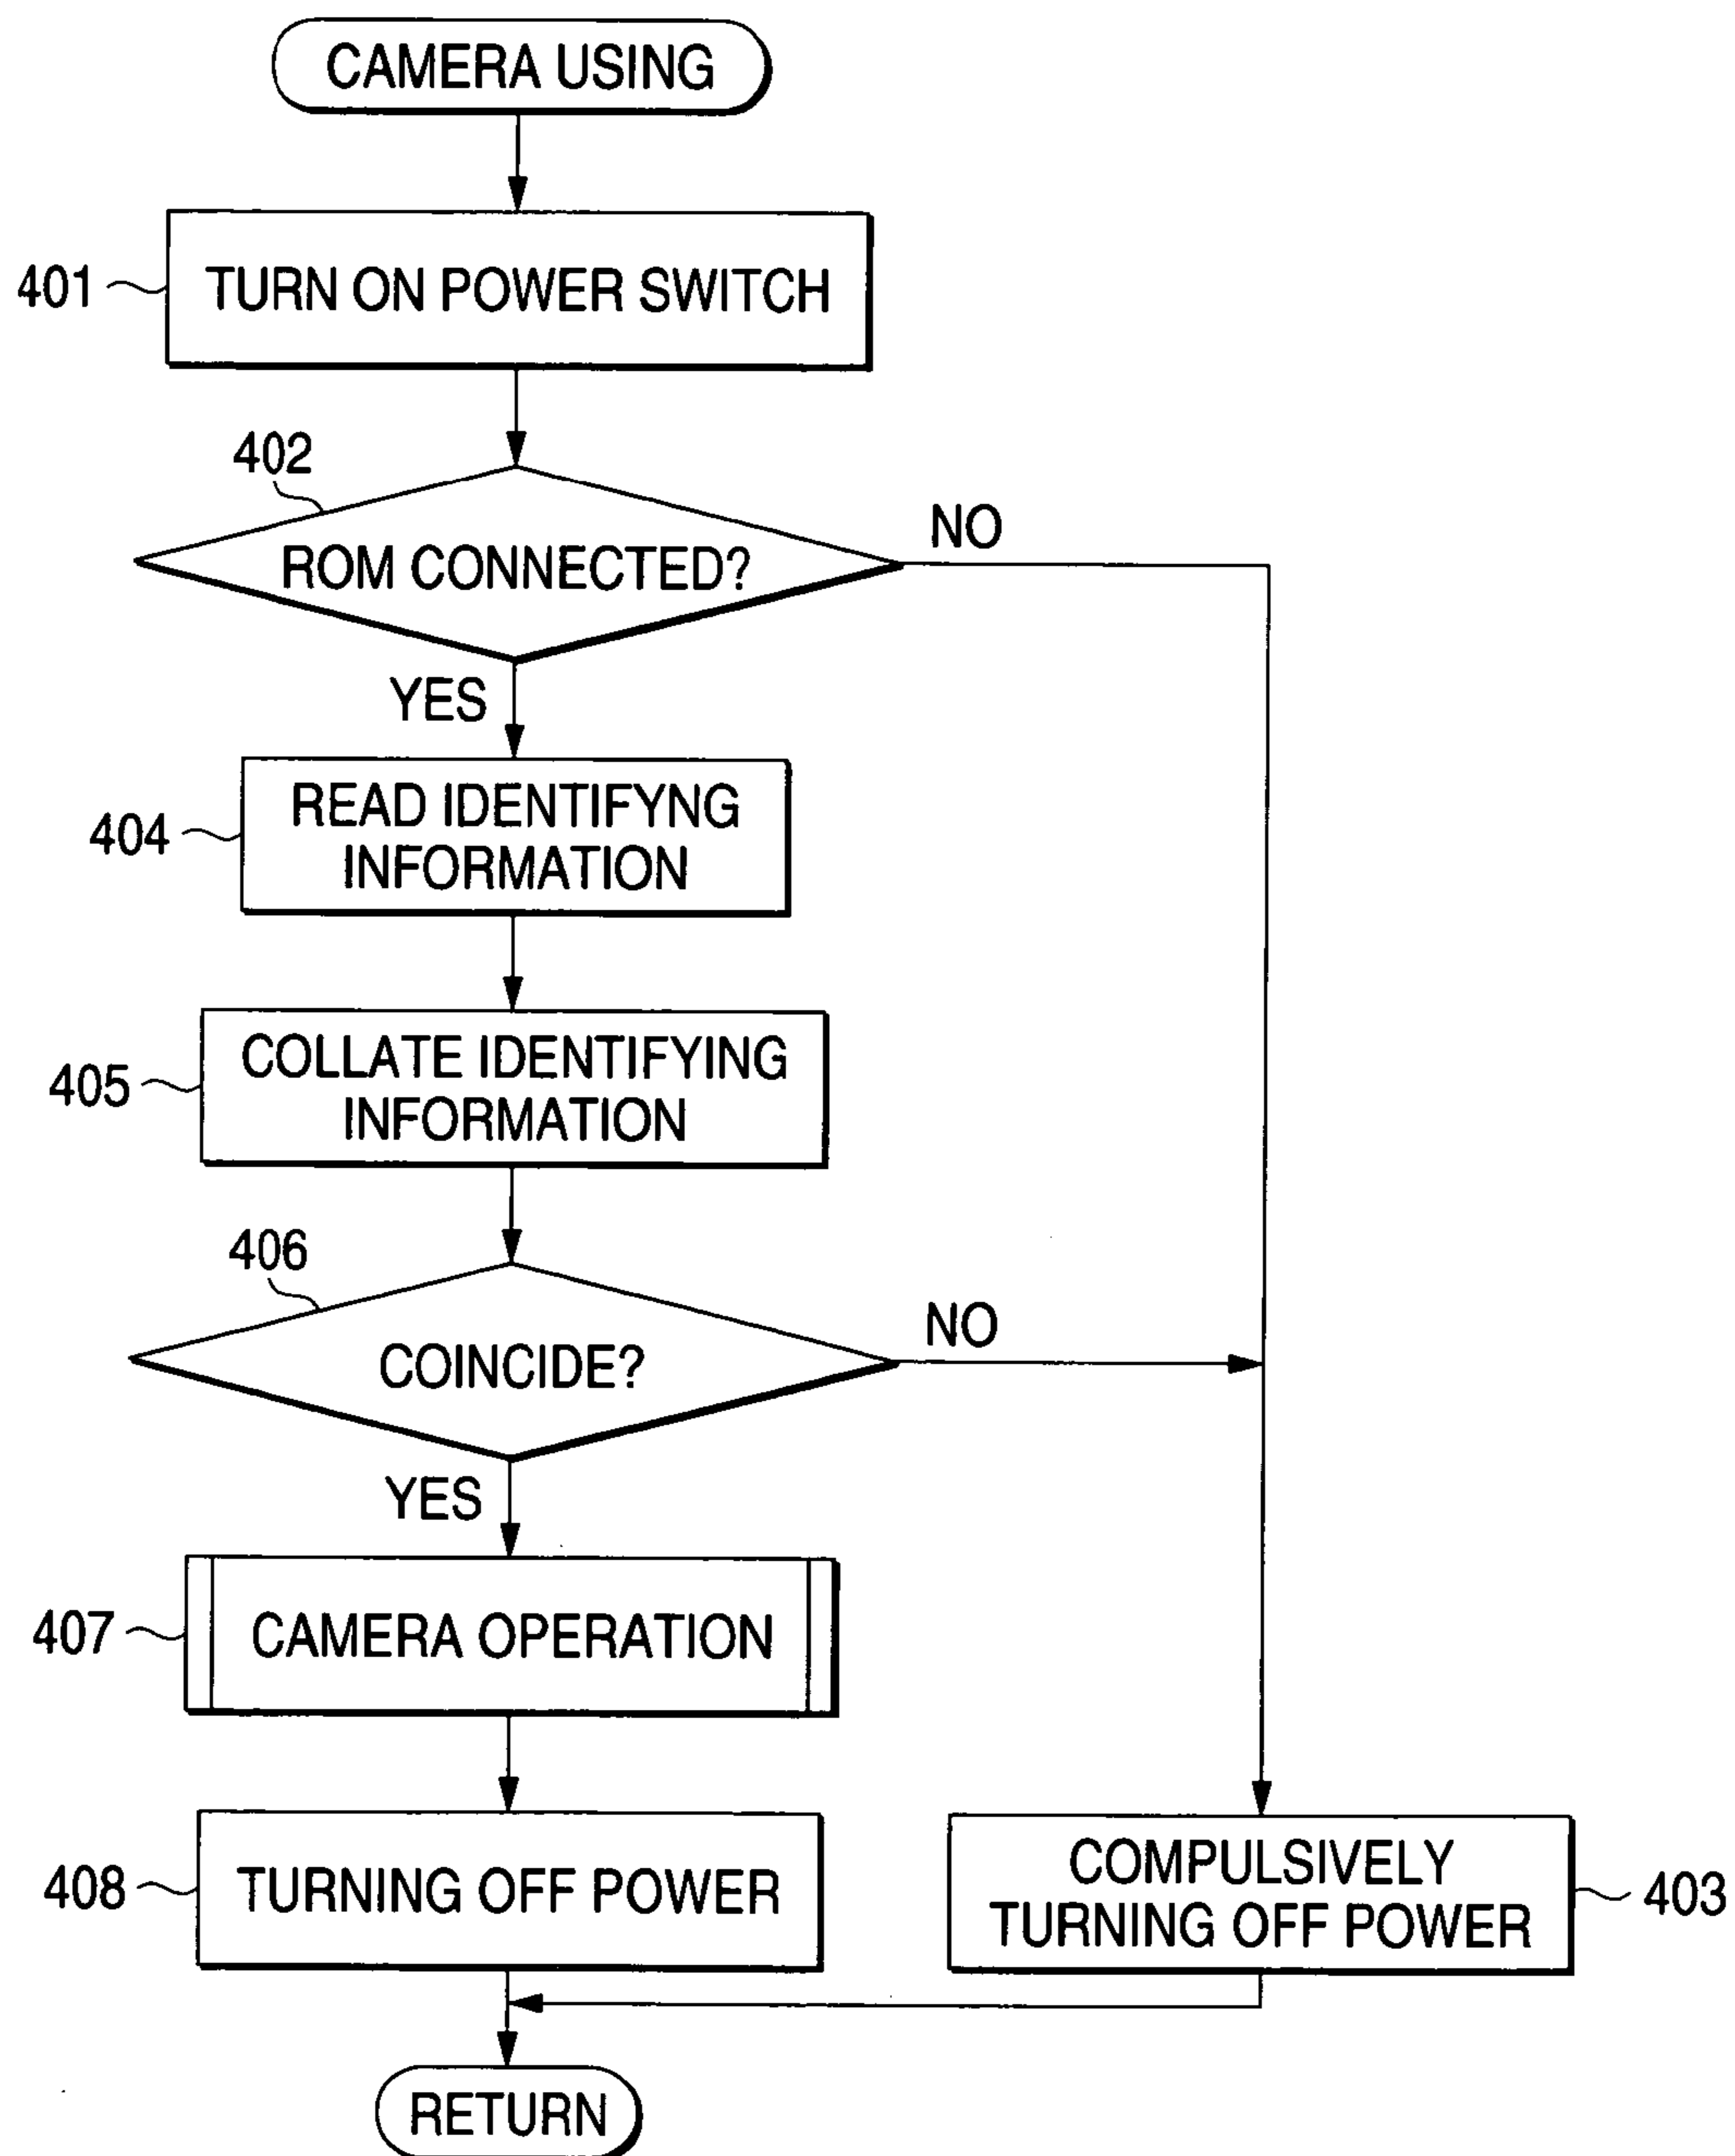 CAMERA USING
401
TURN ON POWER SWITCH
402
ROM CONNECTED?
NO
YES
404
READ IDENTIFYNG
INFORMATION
405
COLLATE IDENTIFYING
INFORMATION
406
COINCIDE?
NO
YES
407
CAMERA OPERATION
408
TURNING OFF POWER
COMPULSIVELY
TURNING OFF POWER
403
RETURN